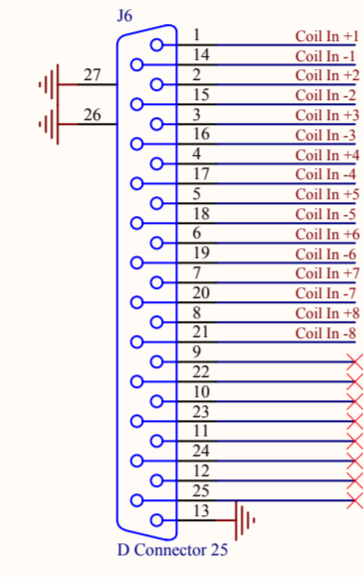 J6
1 Coil In +1
14 Coil In -1
27 2 Coil In +2
15 Coil In -2
26 3 Coil In +3
16 Coil In -3
4 Coil In +4
17 Coil In -4
5 Coil In +5
18 Coil In -5
6 Coil In +6
19 Coil In -6
7 Coil In +7
20 Coil In -7
8 Coil In +8
21 Coil In -8
9
22
10
23
11
24
12
25
13
D Connector 25